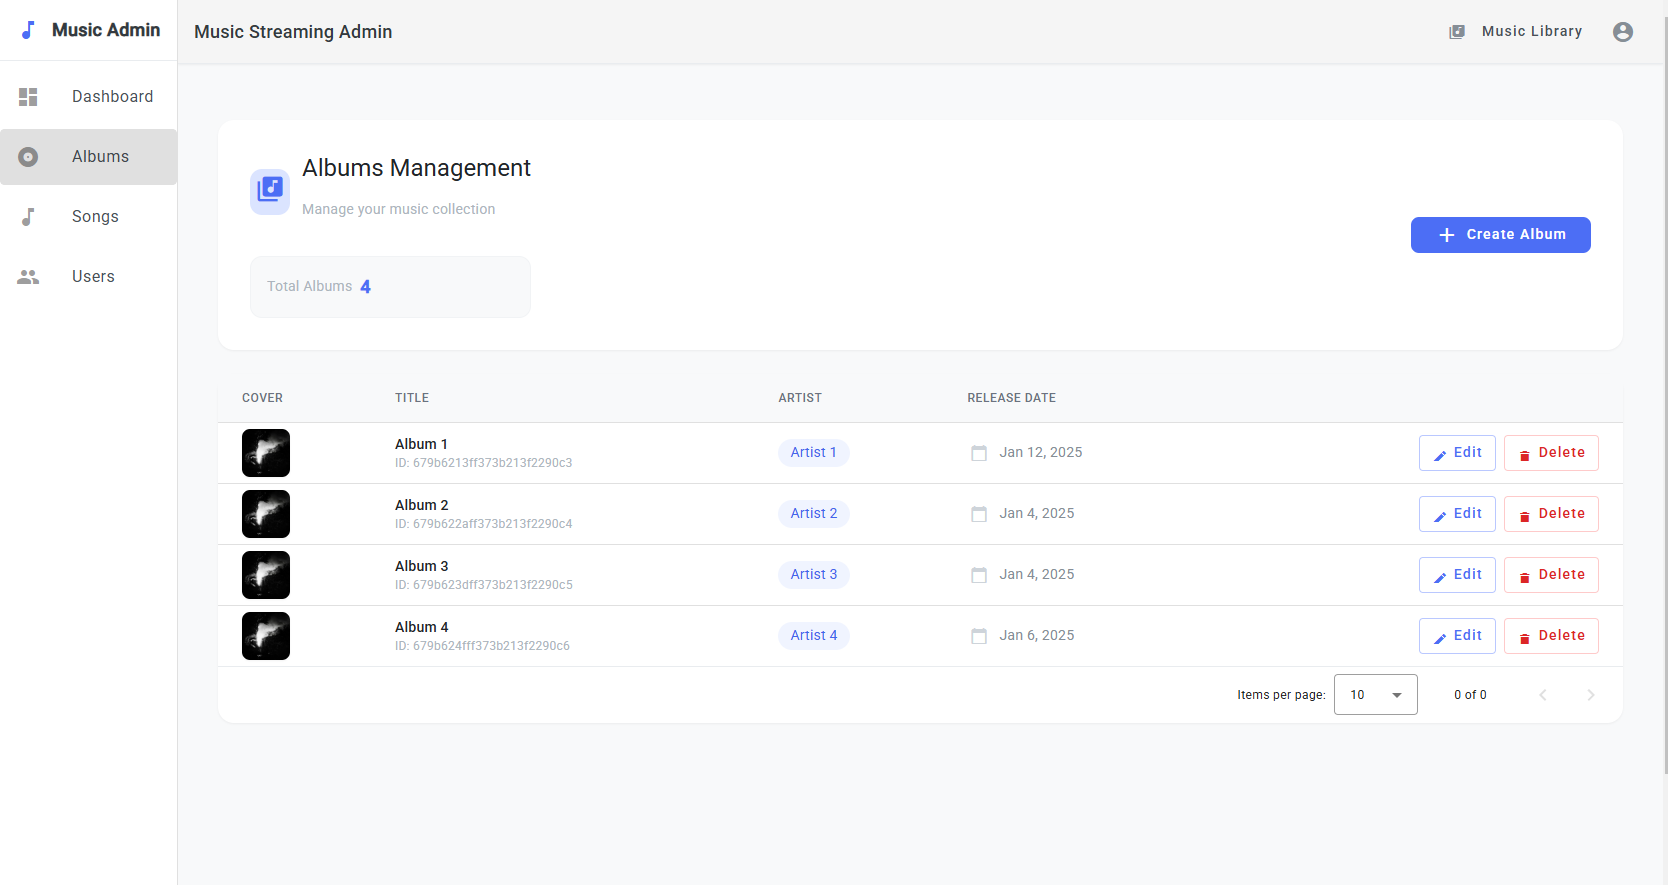 Music Admin
Music Streaming Admin
Music Library
Dashboard
Albums
Songs
Users
Albums Management
Manage your music collection
Create Album
Total Albums 4
COVER TITLE ARTIST RELEASE DATE
Album 1
ID: 679b6213ff373b213f2290c3
Artist 1
Jan 12, 2025
Edit
Delete
Album 2
ID: 679b622aff373b213f2290c4
Artist 2
Jan 4, 2025
Edit
Delete
Album 3
ID: 679b623dff373b213f2290c5
Artist 3
Jan 4, 2025
Edit
Delete
Album 4
ID: 679b624fff373b213f2290c6
Artist 4
Jan 6, 2025
Edit
Delete
Items per page: 10 0 of 0